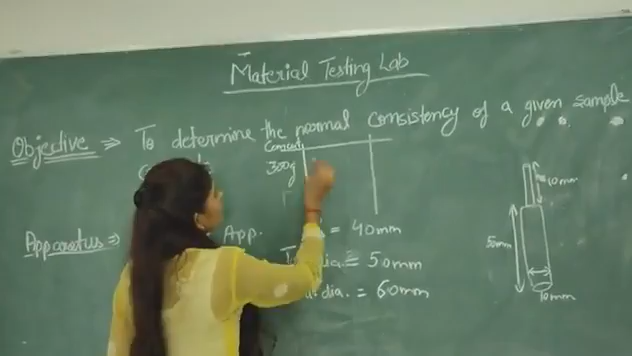 Material Testing Lab
Objective ⇒ To determine the normal consistency of a given sample
Cement
300g
Apparatus ⇒ App. = 40mm
dia. = 50mm
dia. = 60mm
10mm
50mm
10mm